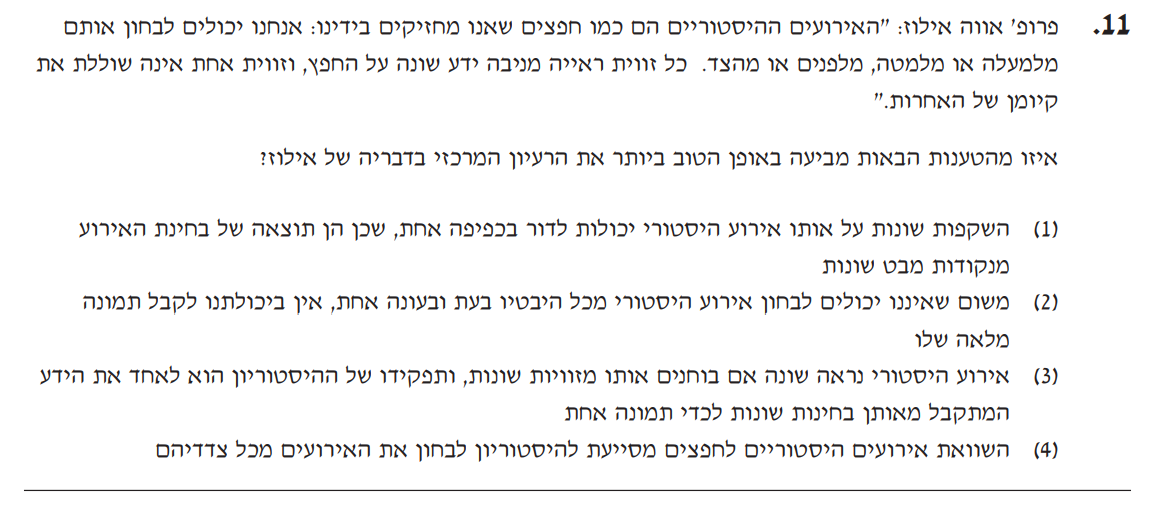 11. פרופ' אווה אילוז: "האירועים ההיסטוריים הם כמו חפצים שאנו מחזיקים בידינו: אנחנו יכולים לבחון אותם
מלמעלה או מלמטה, מלפנים או מהצד. כל זווית ראייה מניבה ידע שונה על החפץ, וזווית אחת אינה שוללת את
קיומן של האחרות."
איזו מהטענות הבאות מביעה באופן הטוב ביותר את הרעיון המרכזי בדבריה של אילוז?
(1) השקפות שונות על אותו אירוע היסטורי יכולות לדור בכפיפה אחת, שכן הן תוצאה של בחינת האירוע
מנקודות מבט שונות
(2) משום שאיננו יכולים לבחון אירוע היסטורי מכל היבטיו בעת ובעונה אחת, אין ביכולתנו לקבל תמונה
מלאה שלו
(3) אירוע היסטורי נראה שונה אם בוחנים אותו מזוויות שונות, ותפקידו של ההיסטוריון הוא לאחד את הידע
המתקבל מאותן בחינות שונות לכדי תמונה אחת
(4) השוואת אירועים היסטוריים לחפצים מסייעת להיסטוריון לבחון את האירועים מכל צדדיהם